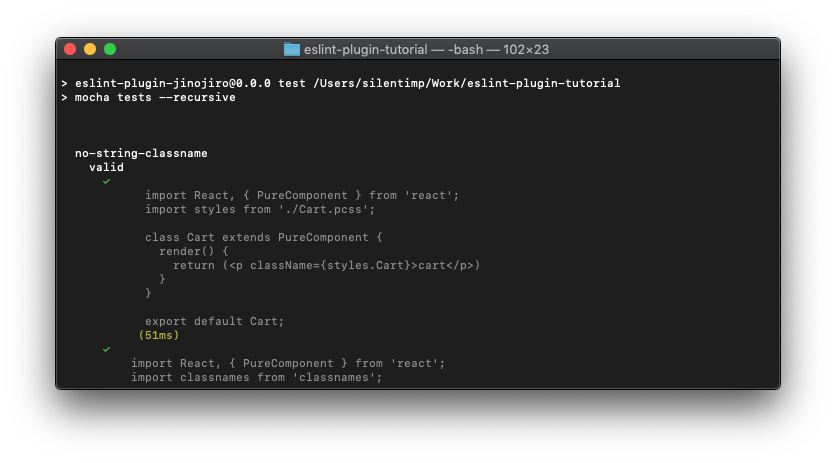 eslint-plugin-tutorial — -bash — 102×23
> eslint-plugin-jinojiro@0.0.0 test /Users/silentimp/Work/eslint-plugin-tutorial
> mocha tests --recursive
no-string-classname
valid
✓
import React, { PureComponent } from 'react';
import styles from './Cart.pcss';
class Cart extends PureComponent {
render() {
return (<p className={styles.Cart}>cart</p>)
}
}
export default Cart;
(51ms)
✓
import React, { PureComponent } from 'react';
import classnames from 'classnames';